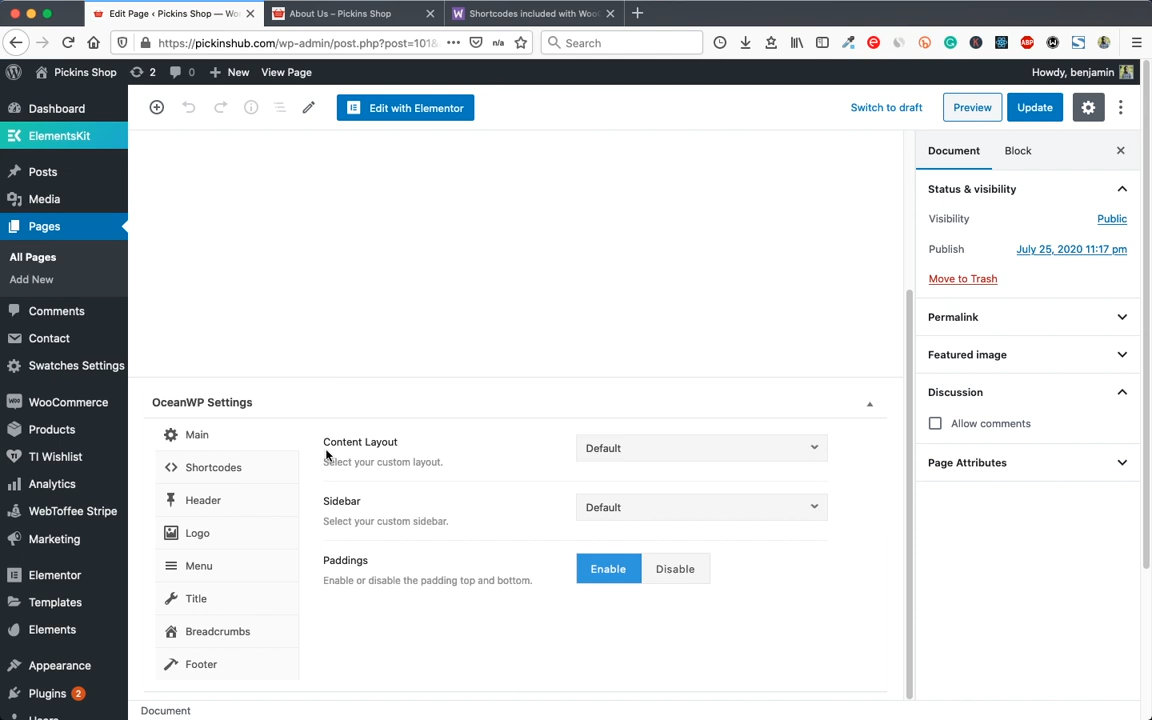 Edit Page ‹ Pickins Shop — Wo
About Us – Pickins Shop
Shortcodes included with WooC
https://pickinshub.com/wp-admin/post.php?post=101&
n/a
Search
ABP
Pickins Shop
2
0
New
View Page
Howdy, benjamin
Dashboard
ElementsKit
Posts
Media
Pages
All Pages
Add New
Comments
Contact
Swatches Settings
WooCommerce
Products
TI Wishlist
Analytics
WebToffee Stripe
Marketing
Elementor
Templates
Elements
Appearance
Plugins 2
Users
Edit with Elementor
Switch to draft
Preview
Update
OceanWP Settings
Main
Shortcodes
Header
Logo
Menu
Title
Breadcrumbs
Footer
Content Layout
Select your custom layout.
Default
Sidebar
Select your custom sidebar.
Default
Paddings
Enable or disable the padding top and bottom.
Enable
Disable
Document
Document
Block
Status & visibility
Visibility
Public
Publish
July 25, 2020 11:17 pm
Move to Trash
Permalink
Featured image
Discussion
Allow comments
Page Attributes